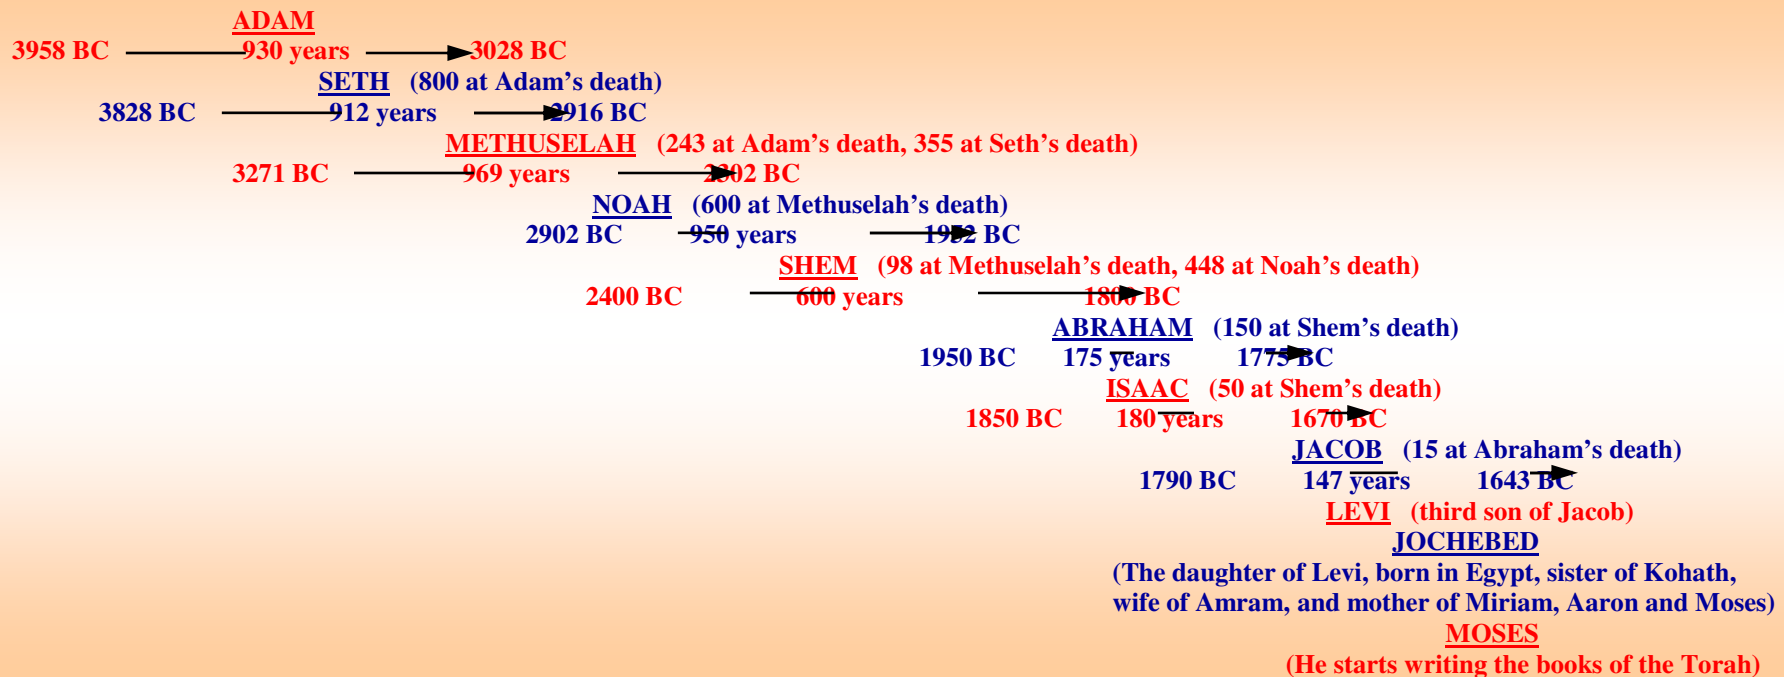 ADAM
3958 BC 930 years 3028 BC
SETH (800 at Adam’s death)
3828 BC 912 years 2916 BC
METHUSELAH (243 at Adam’s death, 355 at Seth’s death)
3271 BC 969 years 2302 BC
NOAH (600 at Methuselah’s death)
2902 BC 950 years 1952 BC
SHEM (98 at Methuselah’s death, 448 at Noah’s death)
2400 BC 600 years 1800 BC
ABRAHAM (150 at Shem’s death)
1950 BC 175 years 1775 BC
ISAAC (50 at Shem’s death)
1850 BC 180 years 1670 BC
JACOB (15 at Abraham’s death)
1790 BC 147 years 1643 BC
LEVI (third son of Jacob)
JOCHEBED
(The daughter of Levi, born in Egypt, sister of Kohath,
wife of Amram, and mother of Miriam, Aaron and Moses)
MOSES
(He starts writing the books of the Torah)